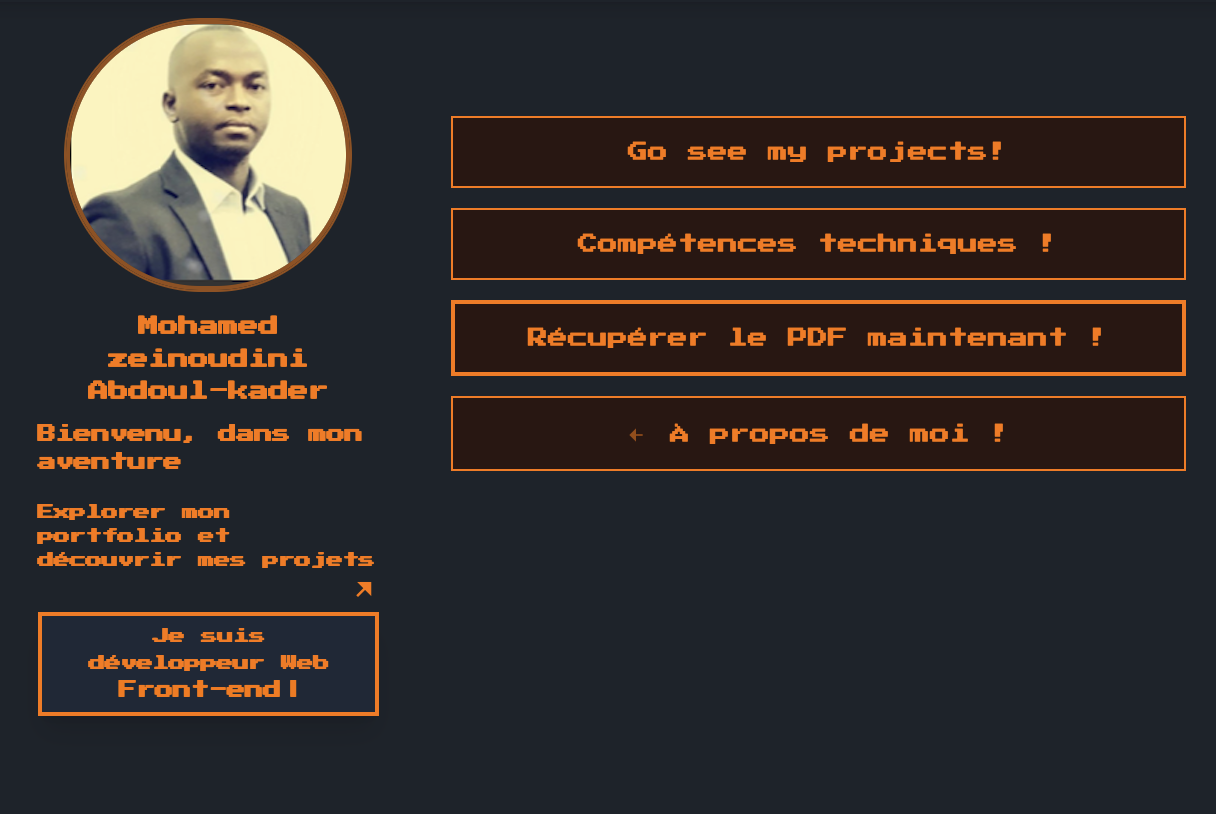 Mohamed
zeinoudini
Abdoul-kader
Bienvenu, dans mon
aventure
Explorer mon
portfolio et
découvrir mes projets
Je suis
développeur Web
Front-end|
Go see my projects!
Compétences techniques !
Récupérer le PDF maintenant !
← À propos de moi !